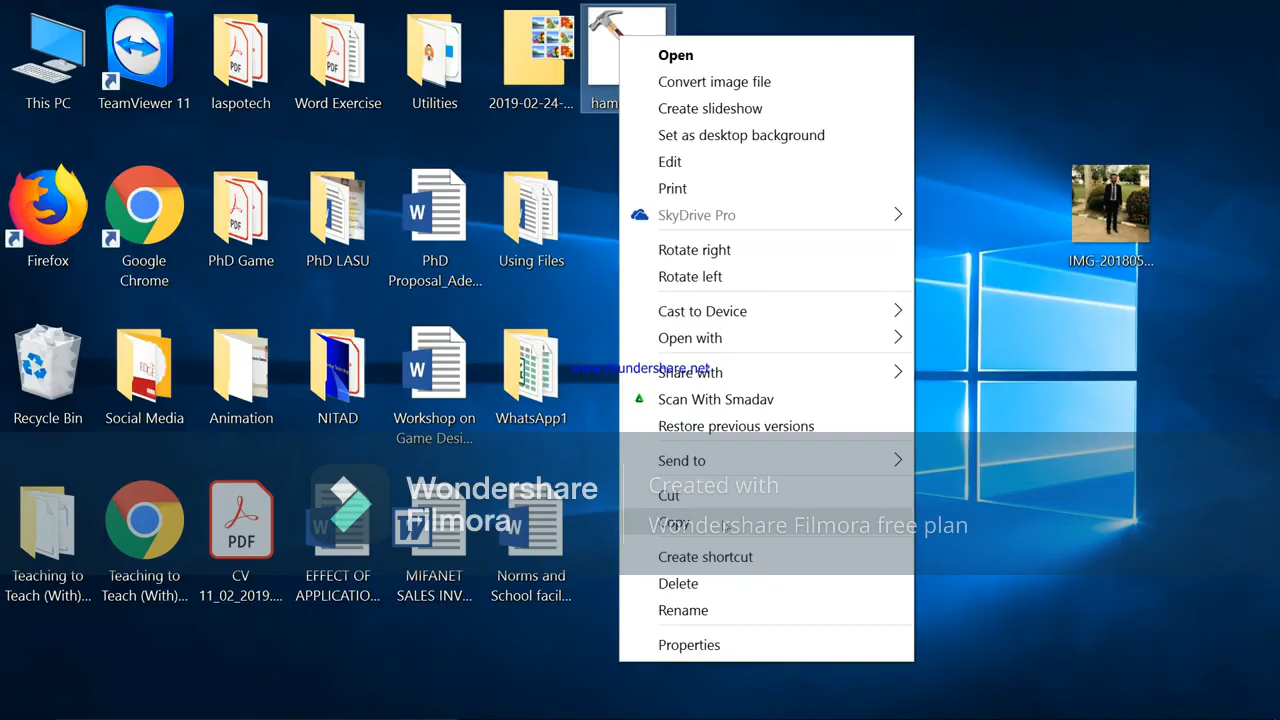 This PC
TeamViewer 11
laspotech
Word Exercise
Utilities
2019-02-24-...
ham
Firefox
Google
Chrome
PhD Game
PhD LASU
PhD
Proposal_Ade...
Using Files
Recycle Bin
Social Media
Animation
NITAD
Workshop on
Game Desi...
WhatsApp1
Teaching to
Teach (With)...
Teaching to
Teach (With)...
PDF
CV
11_02_2019....
EFFECT OF
APPLICATIO...
MIFANET
SALES INV...
Norms and
School facil...
IMG-201805...
Open
Convert image file
Create slideshow
Set as desktop background
Edit
Print
SkyDrive Pro
Rotate right
Rotate left
Cast to Device
Open with
Share with
Scan With Smadav
Restore previous versions
Send to
Cut
Copy
Create shortcut
Delete
Rename
Properties
Wondershare
Filmora
Created with
Wondershare Filmora free plan